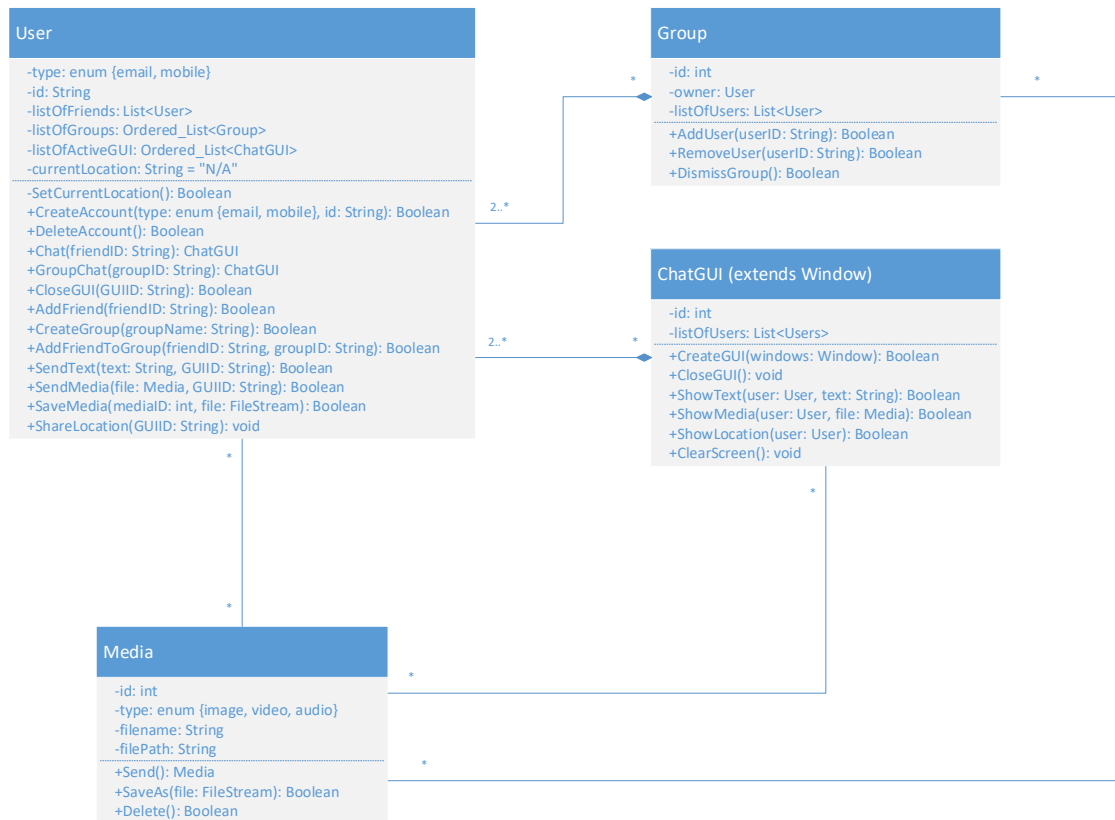 User
-type: enum {email, mobile}
-id: String
-listOfFriends: List<User>
-listOfGroups: Ordered_List<Group>
-listOfActiveGUI: Ordered_List<ChatGUI>
-currentLocation: String = "N/A"
-SetCurrentLocation(): Boolean
+CreateAccount(type: enum {email, mobile}, id: String): Boolean
+DeleteAccount(): Boolean
+Chat(friendID: String): ChatGUI
+GroupChat(groupID: String): ChatGUI
+CloseGUI(GUIID: String): Boolean
+AddFriend(friendID: String): Boolean
+CreateGroup(groupName: String): Boolean
+AddFriendToGroup(friendID: String, groupID: String): Boolean
+SendText(text: String, GUIID: String): Boolean
+SendMedia(file: Media, GUIID: String): Boolean
+SaveMedia(mediaID: int, file: FileStream): Boolean
+ShareLocation(GUIID: String): void
Group
-id: int
-owner: User
-listOfUsers: List<User>
+AddUser(userID: String): Boolean
+RemoveUser(userID: String): Boolean
+DismissGroup(): Boolean
*
*
2..*
ChatGUI (extends Window)
-id: int
-listOfUsers: List<Users>
+CreateGUI(windows: Window): Boolean
+CloseGUI(): void
+ShowText(user: User, text: String): Boolean
+ShowMedia(user: User, file: Media): Boolean
+ShowLocation(user: User): Boolean
+ClearScreen(): void
2..*
*
*
*
*
Media
-id: int
-type: enum {image, video, audio}
-filename: String
-filePath: String
+Send(): Media
+SaveAs(file: FileStream): Boolean
+Delete(): Boolean
*
*